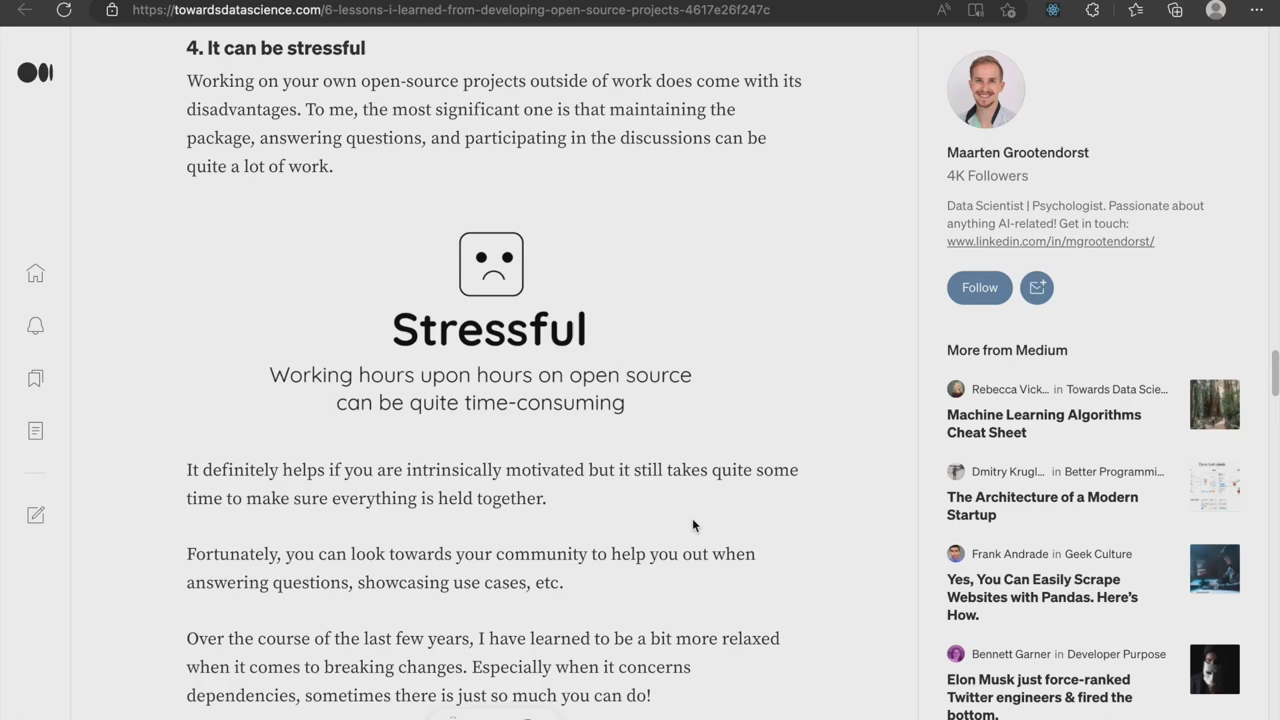 https://towardsdatascience.com/6-lessons-i-learned-from-developing-open-source-projects-4617e26f247c
4. It can be stressful
Working on your own open-source projects outside of work does come with its
disadvantages. To me, the most significant one is that maintaining the
package, answering questions, and participating in the discussions can be
quite a lot of work.
Stressful
Working hours upon hours on open source
can be quite time-consuming
It definitely helps if you are intrinsically motivated but it still takes quite some
time to make sure everything is held together.
Fortunately, you can look towards your community to help you out when
answering questions, showcasing use cases, etc.
Over the course of the last few years, I have learned to be a bit more relaxed
when it comes to breaking changes. Especially when it concerns
dependencies, sometimes there is just so much you can do!
Maarten Grootendorst
4K Followers
Data Scientist | Psychologist. Passionate about
anything AI-related! Get in touch:
www.linkedin.com/in/mgrootendorst/
Follow
More from Medium
Rebecca Vick... in Towards Data Scie...
Machine Learning Algorithms
Cheat Sheet
Dmitry Krugl... in Better Programmi...
The Architecture of a Modern
Startup
Frank Andrade in Geek Culture
Yes, You Can Easily Scrape
Websites with Pandas. Here's
How.
Bennett Garner in Developer Purpose
Elon Musk just force-ranked
Twitter engineers & fired the
bottom.